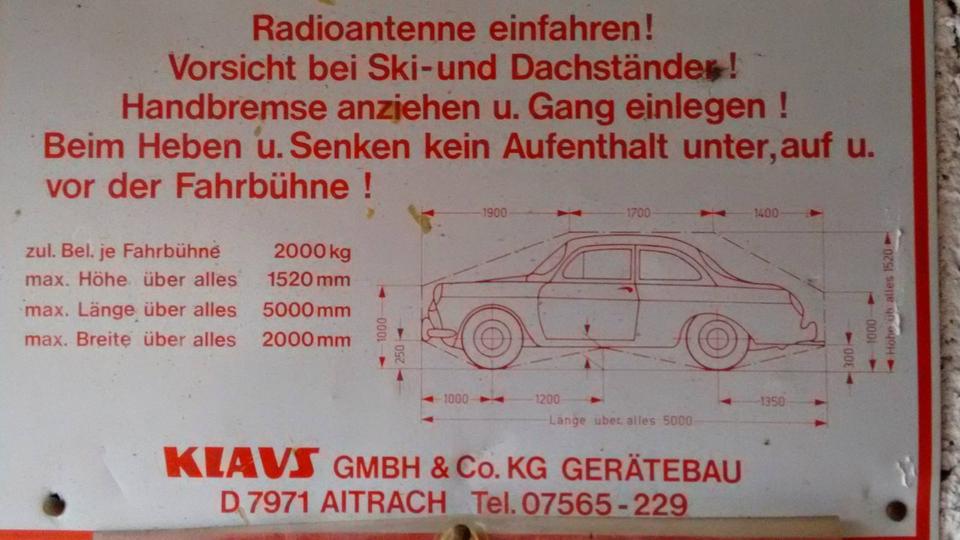 Radioantenne einfahren!
Vorsicht bei Ski-und Dachständer!
Handbremse anziehen u. Gang einlegen !
Beim Heben u. Senken kein Aufenthalt unter, auf u.
vor der Fahrbühne !
zul. Bel. je Fahrbühne 2000 kg
max. Höhe über alles 1520 mm
max. Länge über alles 5000 mm
max. Breite über alles 2000 mm
1900 1700 1400
1000
250
300
1000
Höhe üb. alles 1520
1000 1200 1350
Länge über alles 5000
KLAUS GMBH & Co. KG GERÄTEBAU
D 7971 AITRACH Tel. 07565-229